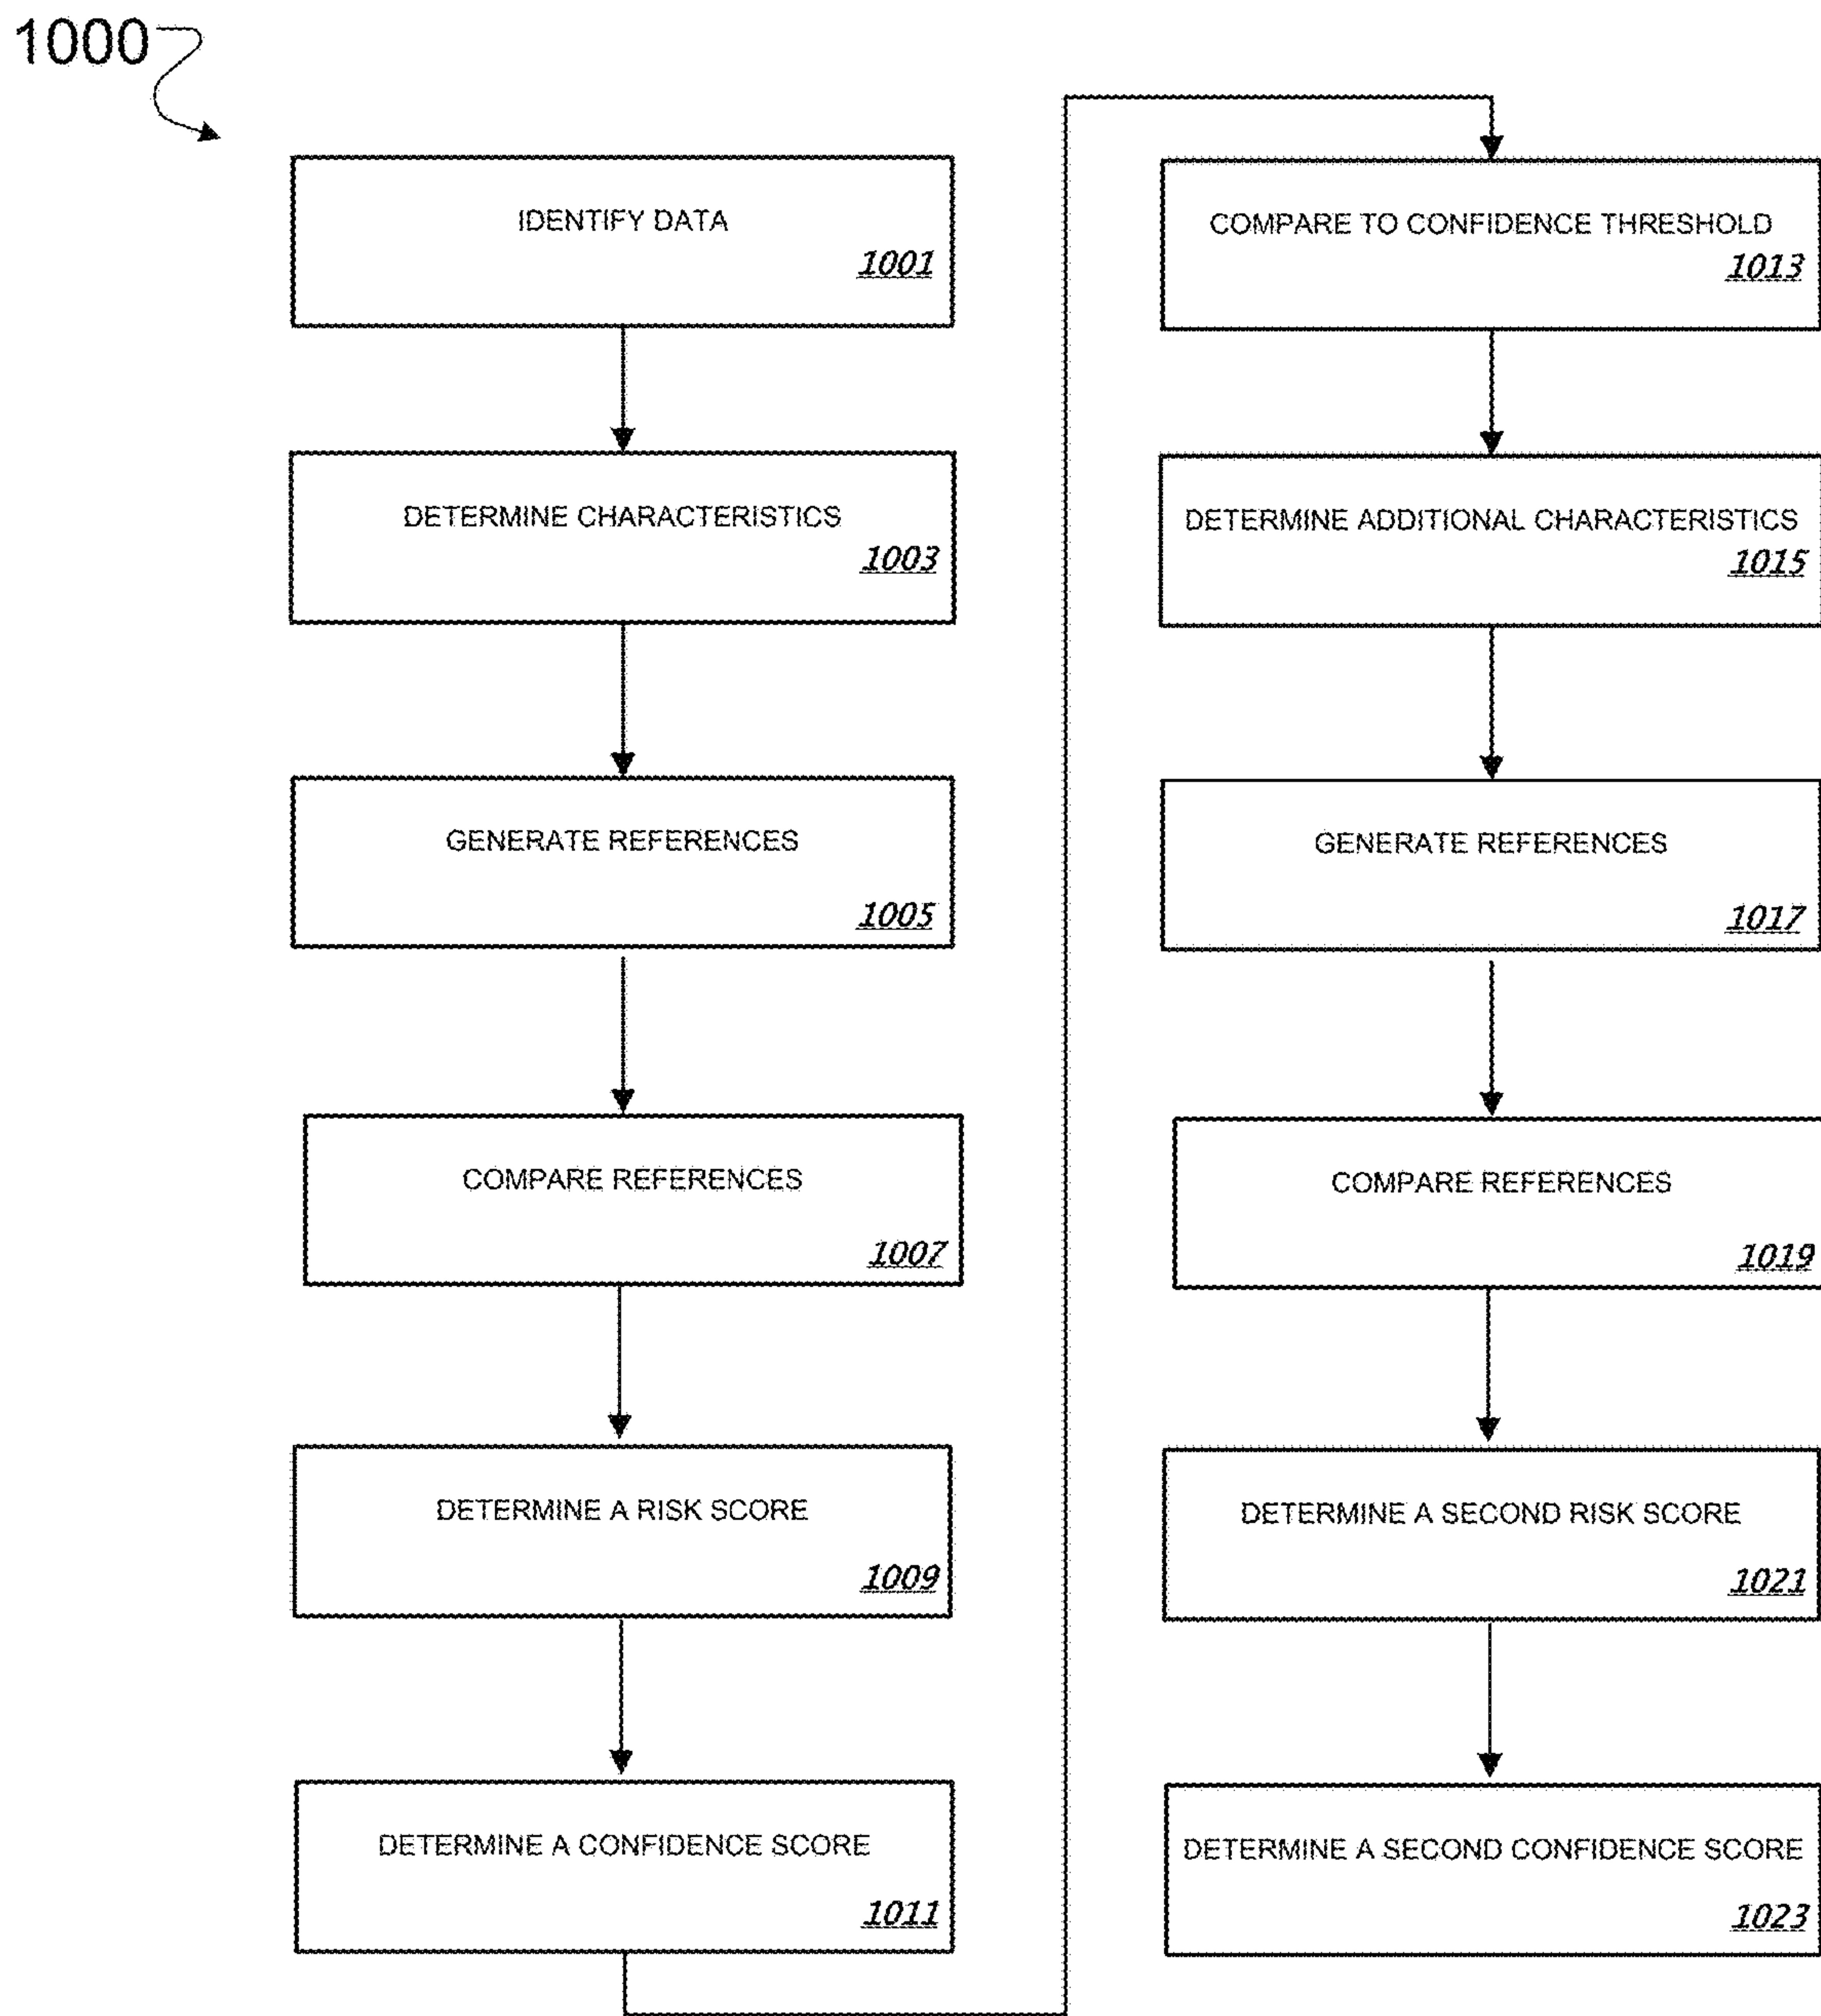 1000
IDENTIFY DATA
1001
DETERMINE CHARACTERISTICS
1003
GENERATE REFERENCES
1005
COMPARE REFERENCES
1007
DETERMINE A RISK SCORE
1009
DETERMINE A CONFIDENCE SCORE
1011
COMPARE TO CONFIDENCE THRESHOLD
1013
DETERMINE ADDITIONAL CHARACTERISTICS
1015
GENERATE REFERENCES
1017
COMPARE REFERENCES
1019
DETERMINE A SECOND RISK SCORE
1021
DETERMINE A SECOND CONFIDENCE SCORE
1023